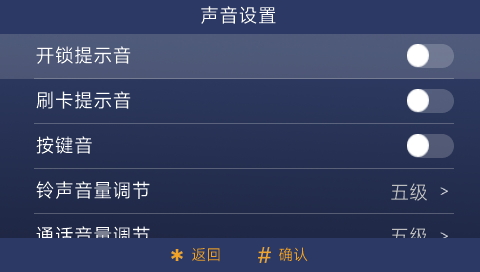 声音设置
开锁提示音
刷卡提示音
按键音
铃声音量调节 五级 >
通话音量调节 五级 >
* 返回 # 确认